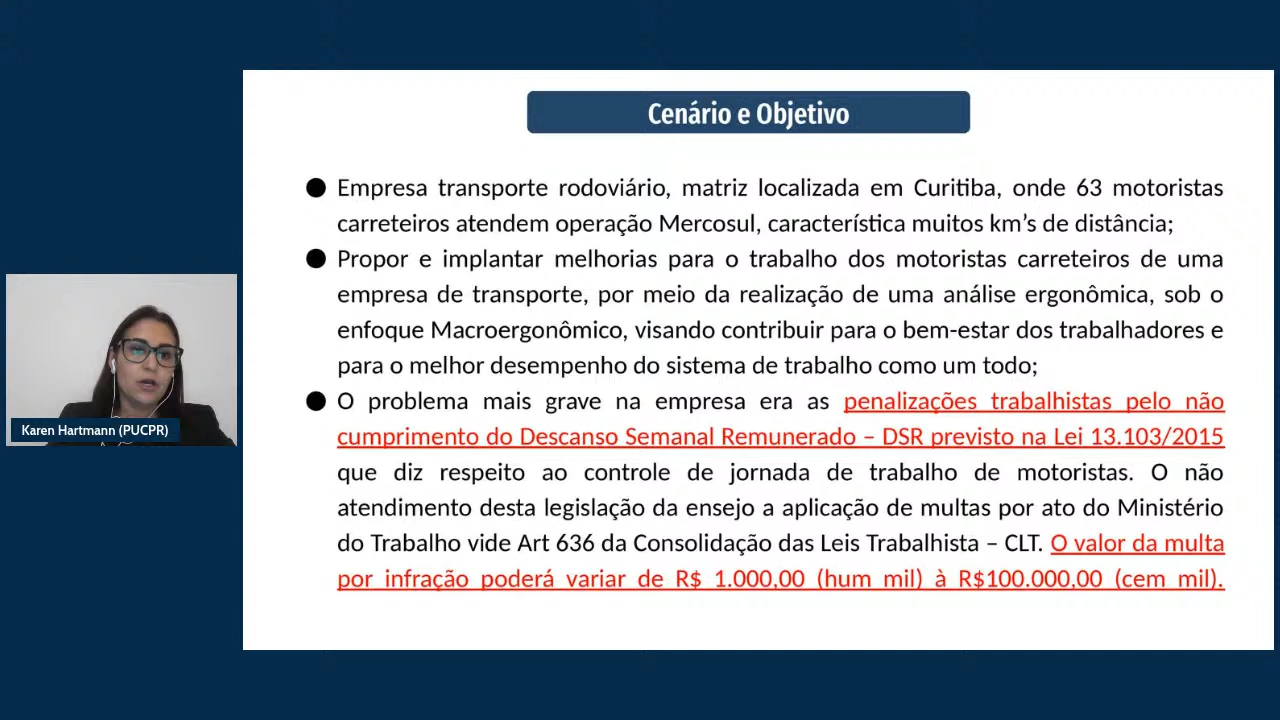 Cenário e Objetivo
● Empresa transporte rodoviário, matriz localizada em Curitiba, onde 63 motoristas
carreteiros atendem operação Mercosul, característica muitos km’s de distância;
● Propor e implantar melhorias para o trabalho dos motoristas carreteiros de uma
empresa de transporte, por meio da realização de uma análise ergonômica, sob o
enfoque Macroergonômico, visando contribuir para o bem-estar dos trabalhadores e
para o melhor desempenho do sistema de trabalho como um todo;
● O problema mais grave na empresa era as penalizações trabalhistas pelo não
cumprimento do Descanso Semanal Remunerado – DSR previsto na Lei 13.103/2015
que diz respeito ao controle de jornada de trabalho de motoristas. O não
atendimento desta legislação da ensejo a aplicação de multas por ato do Ministério
do Trabalho vide Art 636 da Consolidação das Leis Trabalhista – CLT. O valor da multa
por infração poderá variar de R$ 1.000,00 (hum mil) à R$100.000,00 (cem mil).
Karen Hartmann (PUCPR)